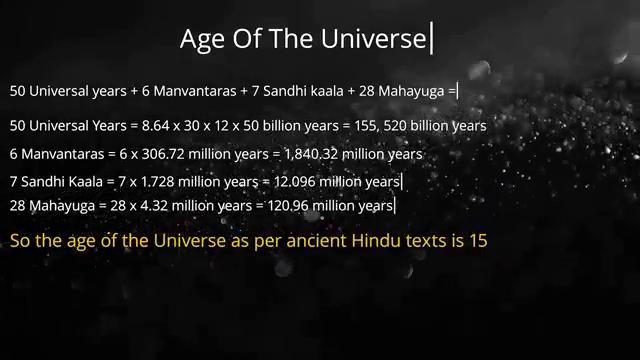 Age Of The Universe
50 Universal years + 6 Manvantaras + 7 Sandhi kaala + 28 Mahayuga =
50 Universal Years = 8.64 x 30 x 12 x 50 billion years = 155, 520 billion years
6 Manvantaras = 6 x 306.72 million years = 1,840.32 million years
7 Sandhi Kaala = 7 x 1.728 million years = 12.096 million years
28 Mahayuga = 28 x 4.32 million years = 120.96 million years
So the age of the Universe as per ancient Hindu texts is 15